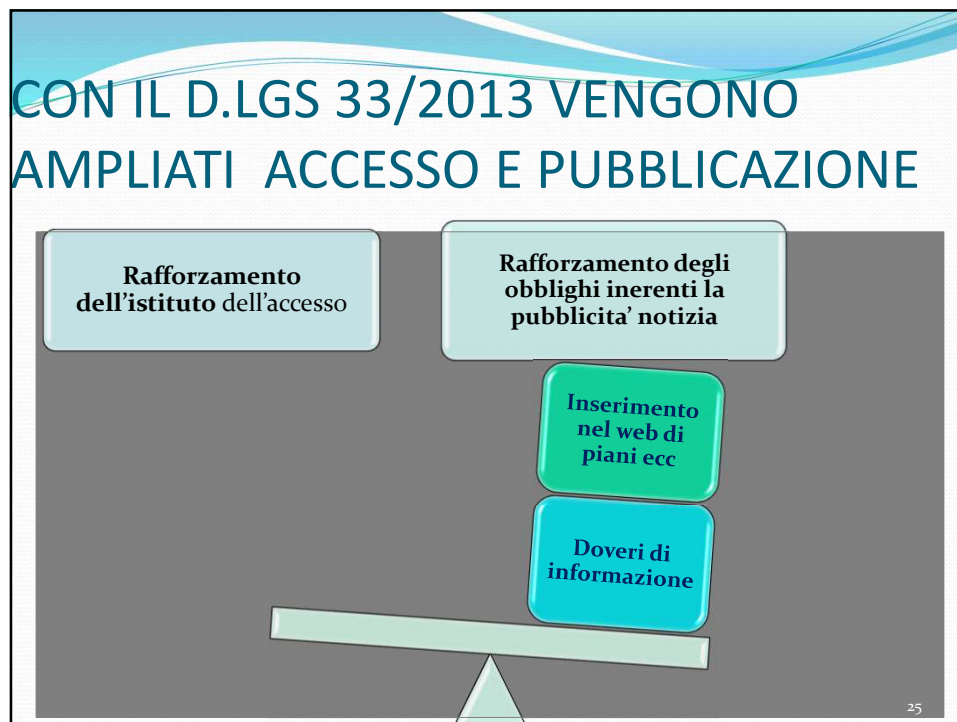 CON IL D.LGS 33/2013 VENGONO
AMPLIATI ACCESSO E PUBBLICAZIONE
Rafforzamento
dell’istituto dell’accesso
Rafforzamento degli
obblighi inerenti la
pubblicita’ notizia
Inserimento
nel web di
piani ecc
Doveri di
informazione
25